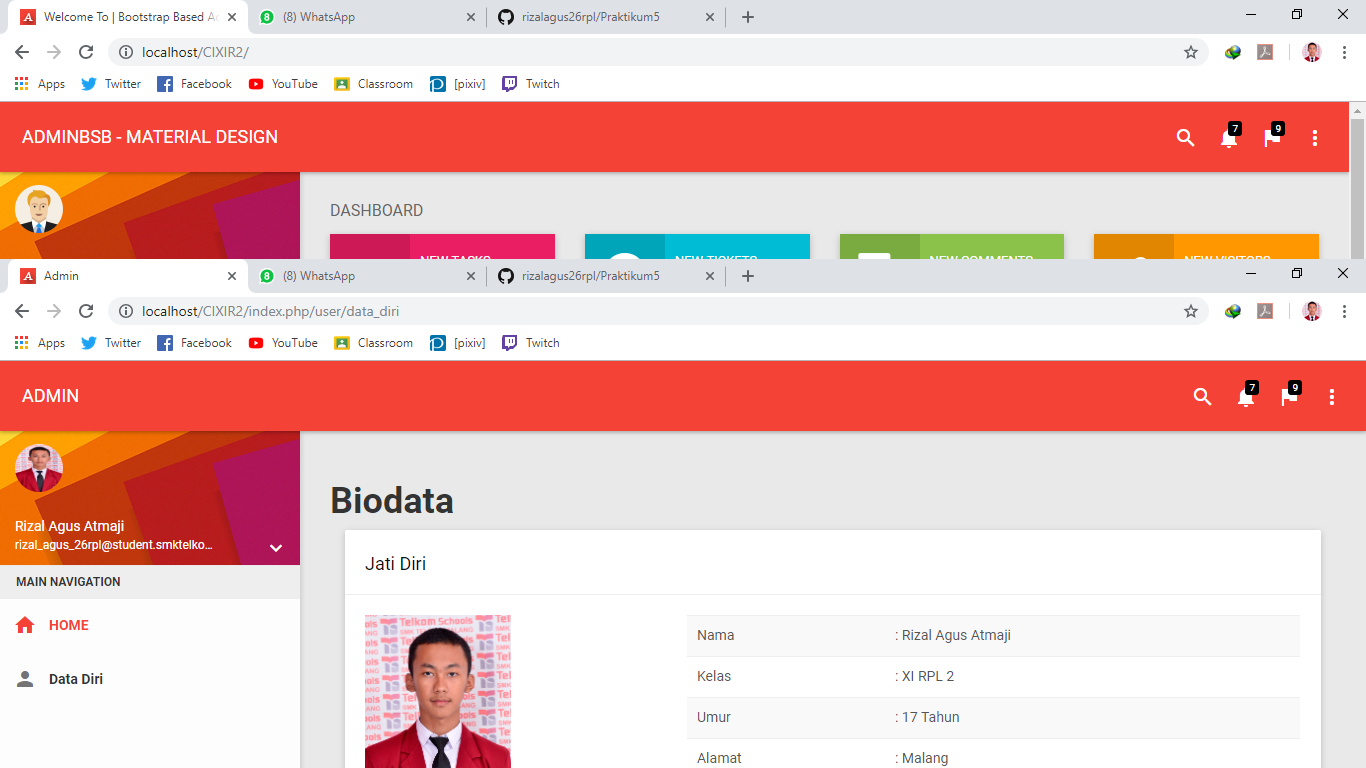 Welcome To | Bootstrap Based Ad
(8) WhatsApp
rizalagus26rpl/Praktikum5
localhost/CIXIR2/
Apps Twitter Facebook YouTube Classroom [pixiv] Twitch
ADMINBSB - MATERIAL DESIGN
7 9
DASHBOARD
NEW TASKS NEW TICKETS NEW COMMENTS NEW VISITORS
Admin
(8) WhatsApp
rizalagus26rpl/Praktikum5
localhost/CIXIR2/index.php/user/data_diri
Apps Twitter Facebook YouTube Classroom [pixiv] Twitch
ADMIN
7 9
Rizal Agus Atmaji
rizal_agus_26rpl@student.smktelko...
MAIN NAVIGATION
HOME
Data Diri
Biodata
Jati Diri
Telkom Schools
Nama : Rizal Agus Atmaji
Kelas : XI RPL 2
Umur : 17 Tahun
Alamat : Malang